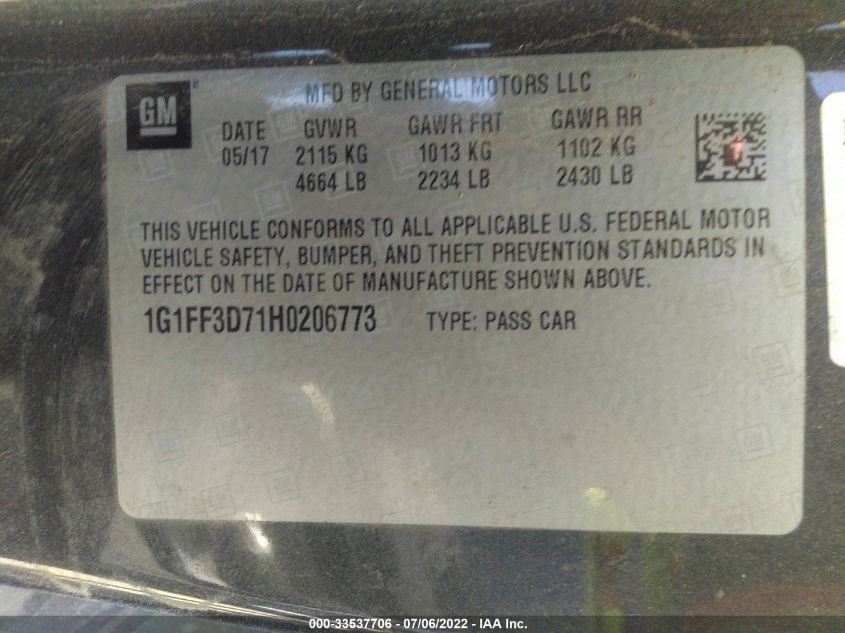 MFD BY GENERAL MOTORS LLC
GM ®
DATE GVWR GAWR FRT GAWR RR
05/17 2115 KG 1013 KG 1102 KG
4664 LB 2234 LB 2430 LB
THIS VEHICLE CONFORMS TO ALL APPLICABLE U.S. FEDERAL MOTOR
VEHICLE SAFETY, BUMPER, AND THEFT PREVENTION STANDARDS IN
EFFECT ON THE DATE OF MANUFACTURE SHOWN ABOVE.
1G1FF3D71H0206773 TYPE: PASS CAR
000-33537706 - 07/06/2022 - IAA Inc.